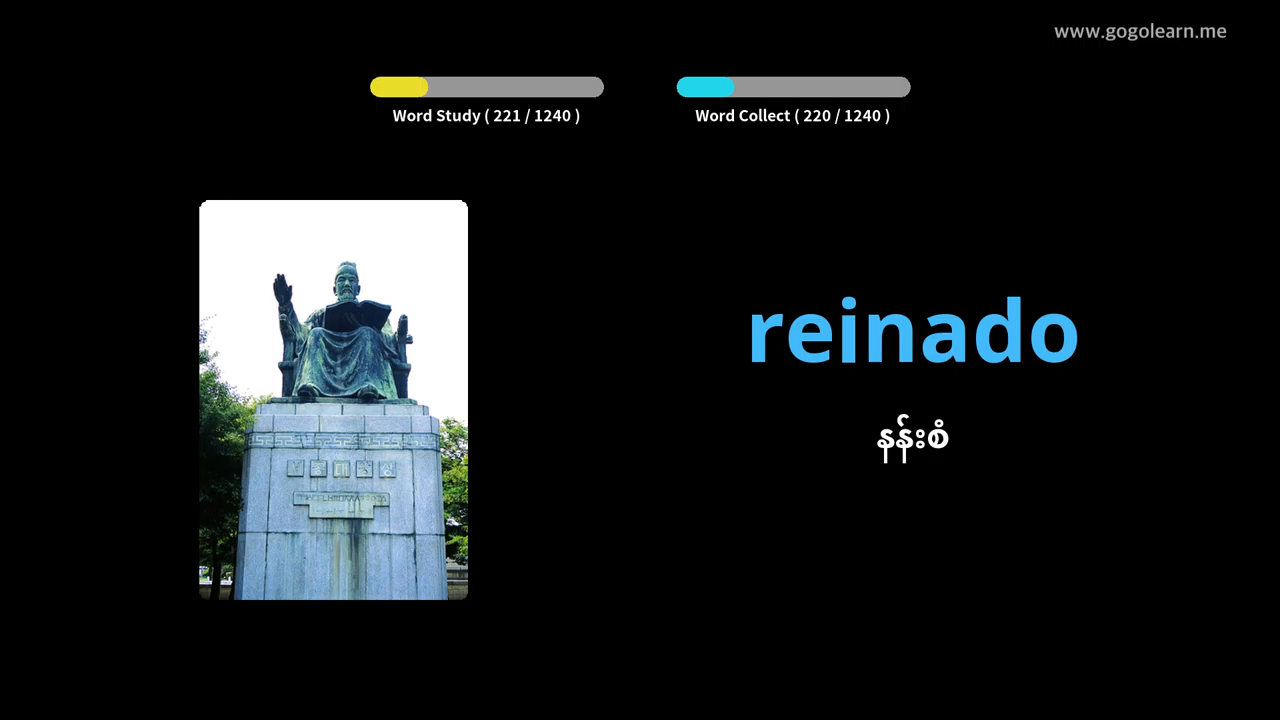 www.gogolearn.me
Word Study ( 221 / 1240 )
Word Collect ( 220 / 1240 )
reinado
နန်းစံ